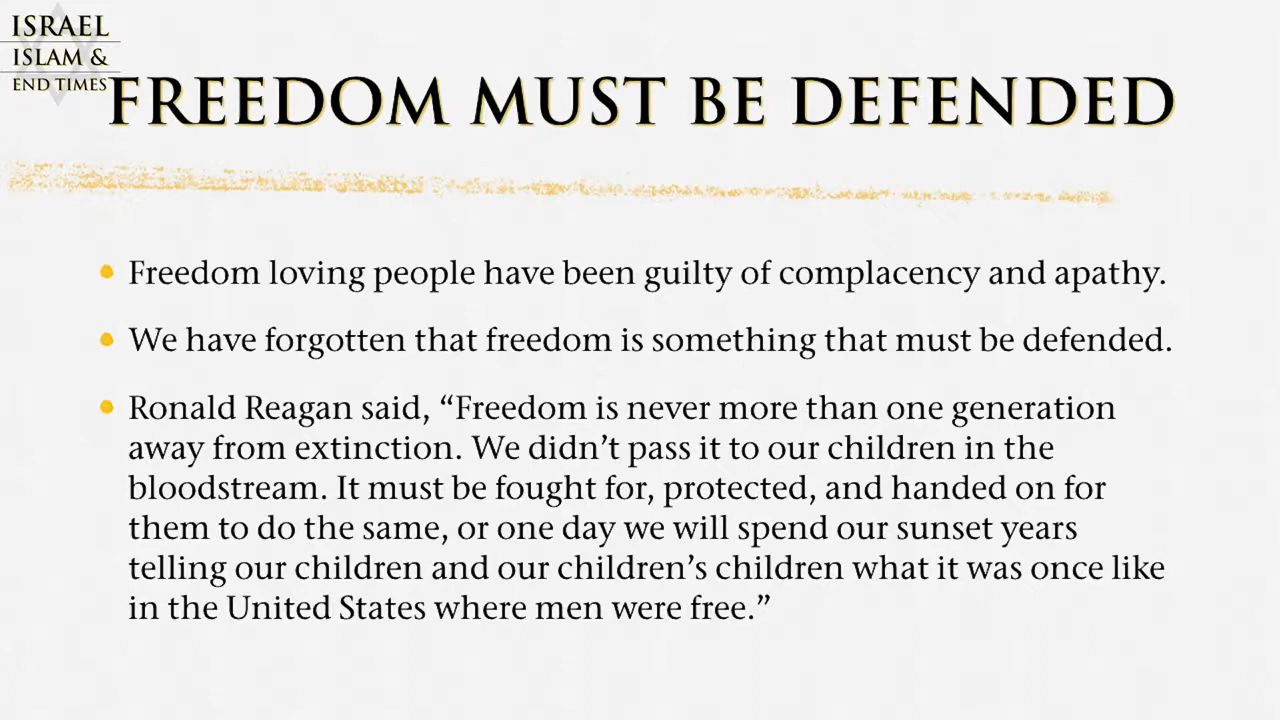 ISRAEL
ISLAM &
END TIMES
FREEDOM MUST BE DEFENDED
• Freedom loving people have been guilty of complacency and apathy.
• We have forgotten that freedom is something that must be defended.
• Ronald Reagan said, “Freedom is never more than one generation
away from extinction. We didn’t pass it to our children in the
bloodstream. It must be fought for, protected, and handed on for
them to do the same, or one day we will spend our sunset years
telling our children and our children’s children what it was once like
in the United States where men were free.”